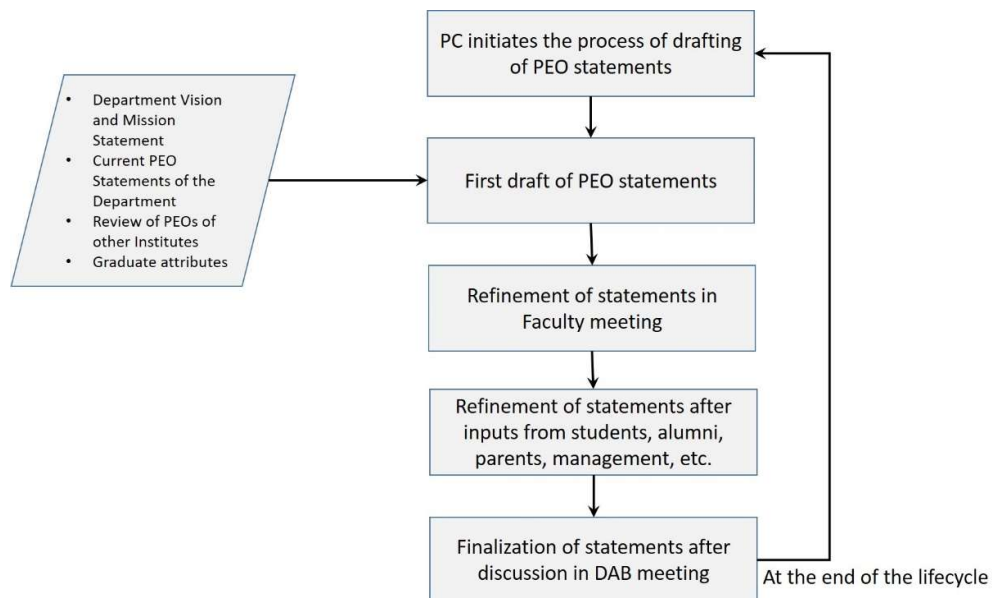 PC initiates the process of drafting
of PEO statements
• Department Vision
and Mission
Statement
• Current PEO
Statements of the
Department
• Review of PEOs of
other Institutes
• Graduate attributes
First draft of PEO statements
Refinement of statements in
Faculty meeting
Refinement of statements after
inputs from students, alumni,
parents, management, etc.
Finalization of statements after
discussion in DAB meeting
At the end of the lifecycle